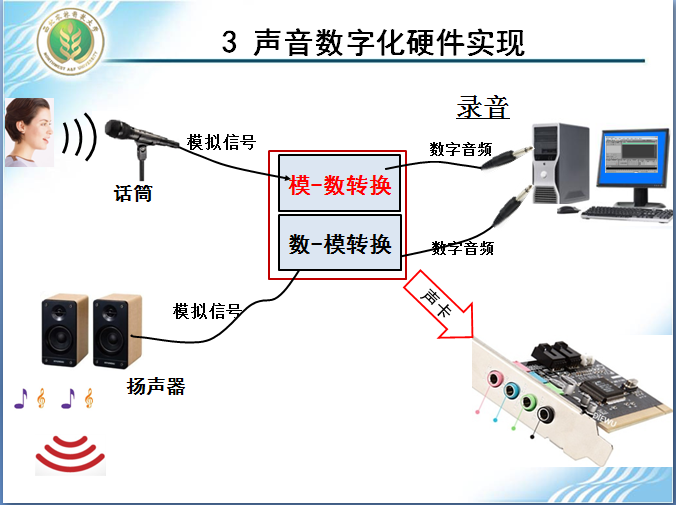 3 声音数字化硬件实现
录音
模拟信号
数字音频
话筒
模-数转换
数-模转换
数字音频
模拟信号
声卡
扬声器
DIEWU